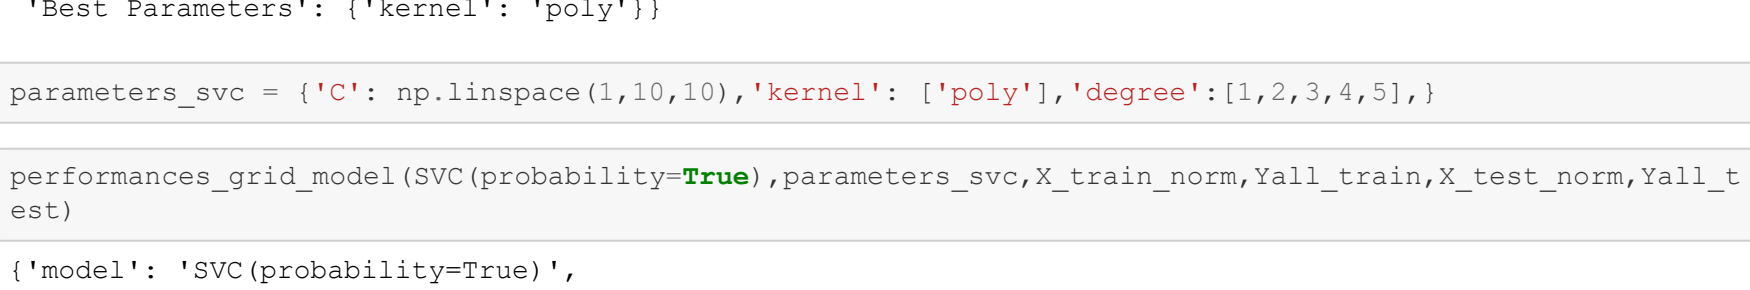 'Best Parameters': {'kernel': 'poly'}}
parameters_svc = {'C': np.linspace(1,10,10),'kernel': ['poly'],'degree':[1,2,3,4,5],}
performances_grid_model(SVC(probability=True),parameters_svc,X_train_norm,Yall_train,X_test_norm,Yall_t
est)
{'model': 'SVC(probability=True)',